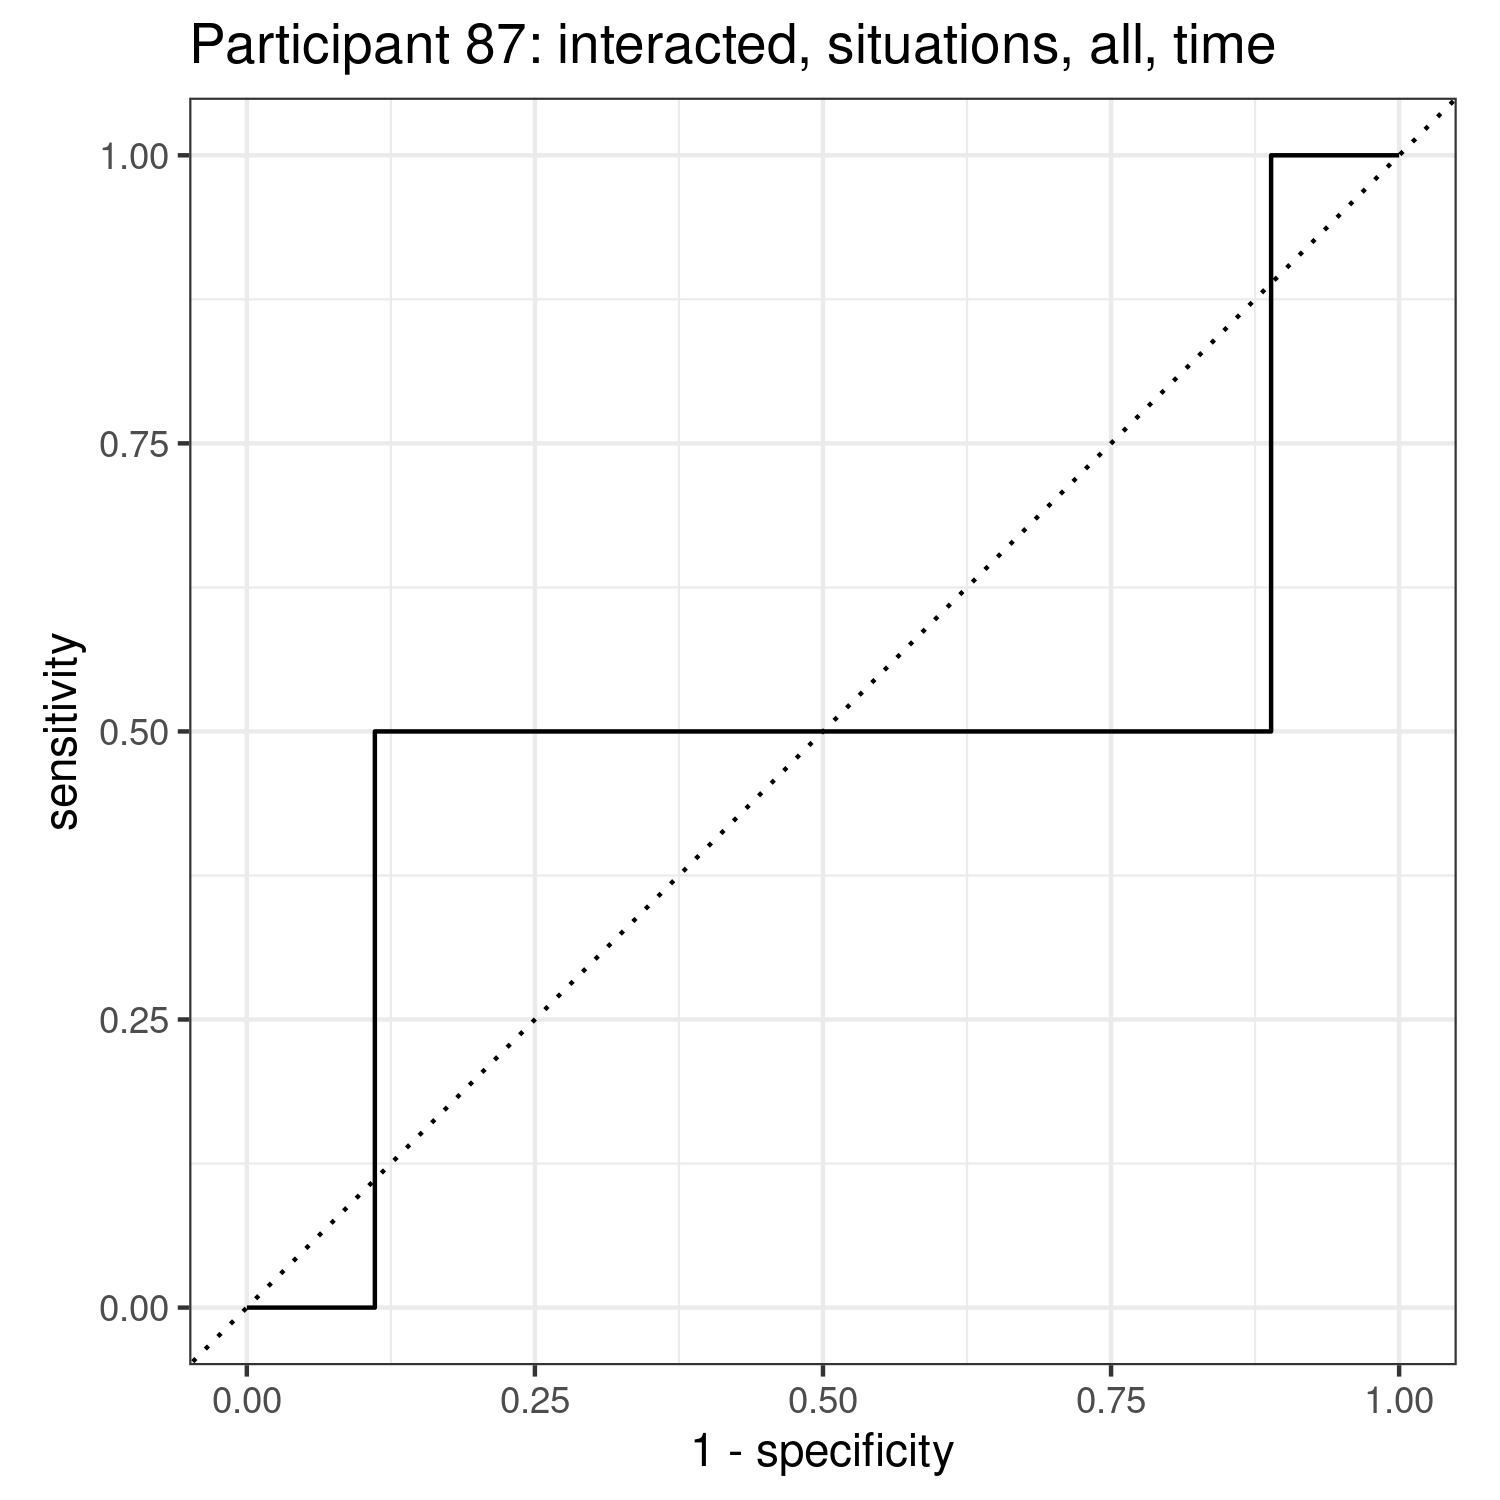 Participant 87: interacted, situations, all, time
1.00
0.75
0.50
0.25
0.00
sensitivity
0.00 0.25 0.50 0.75 1.00
1 - specificity